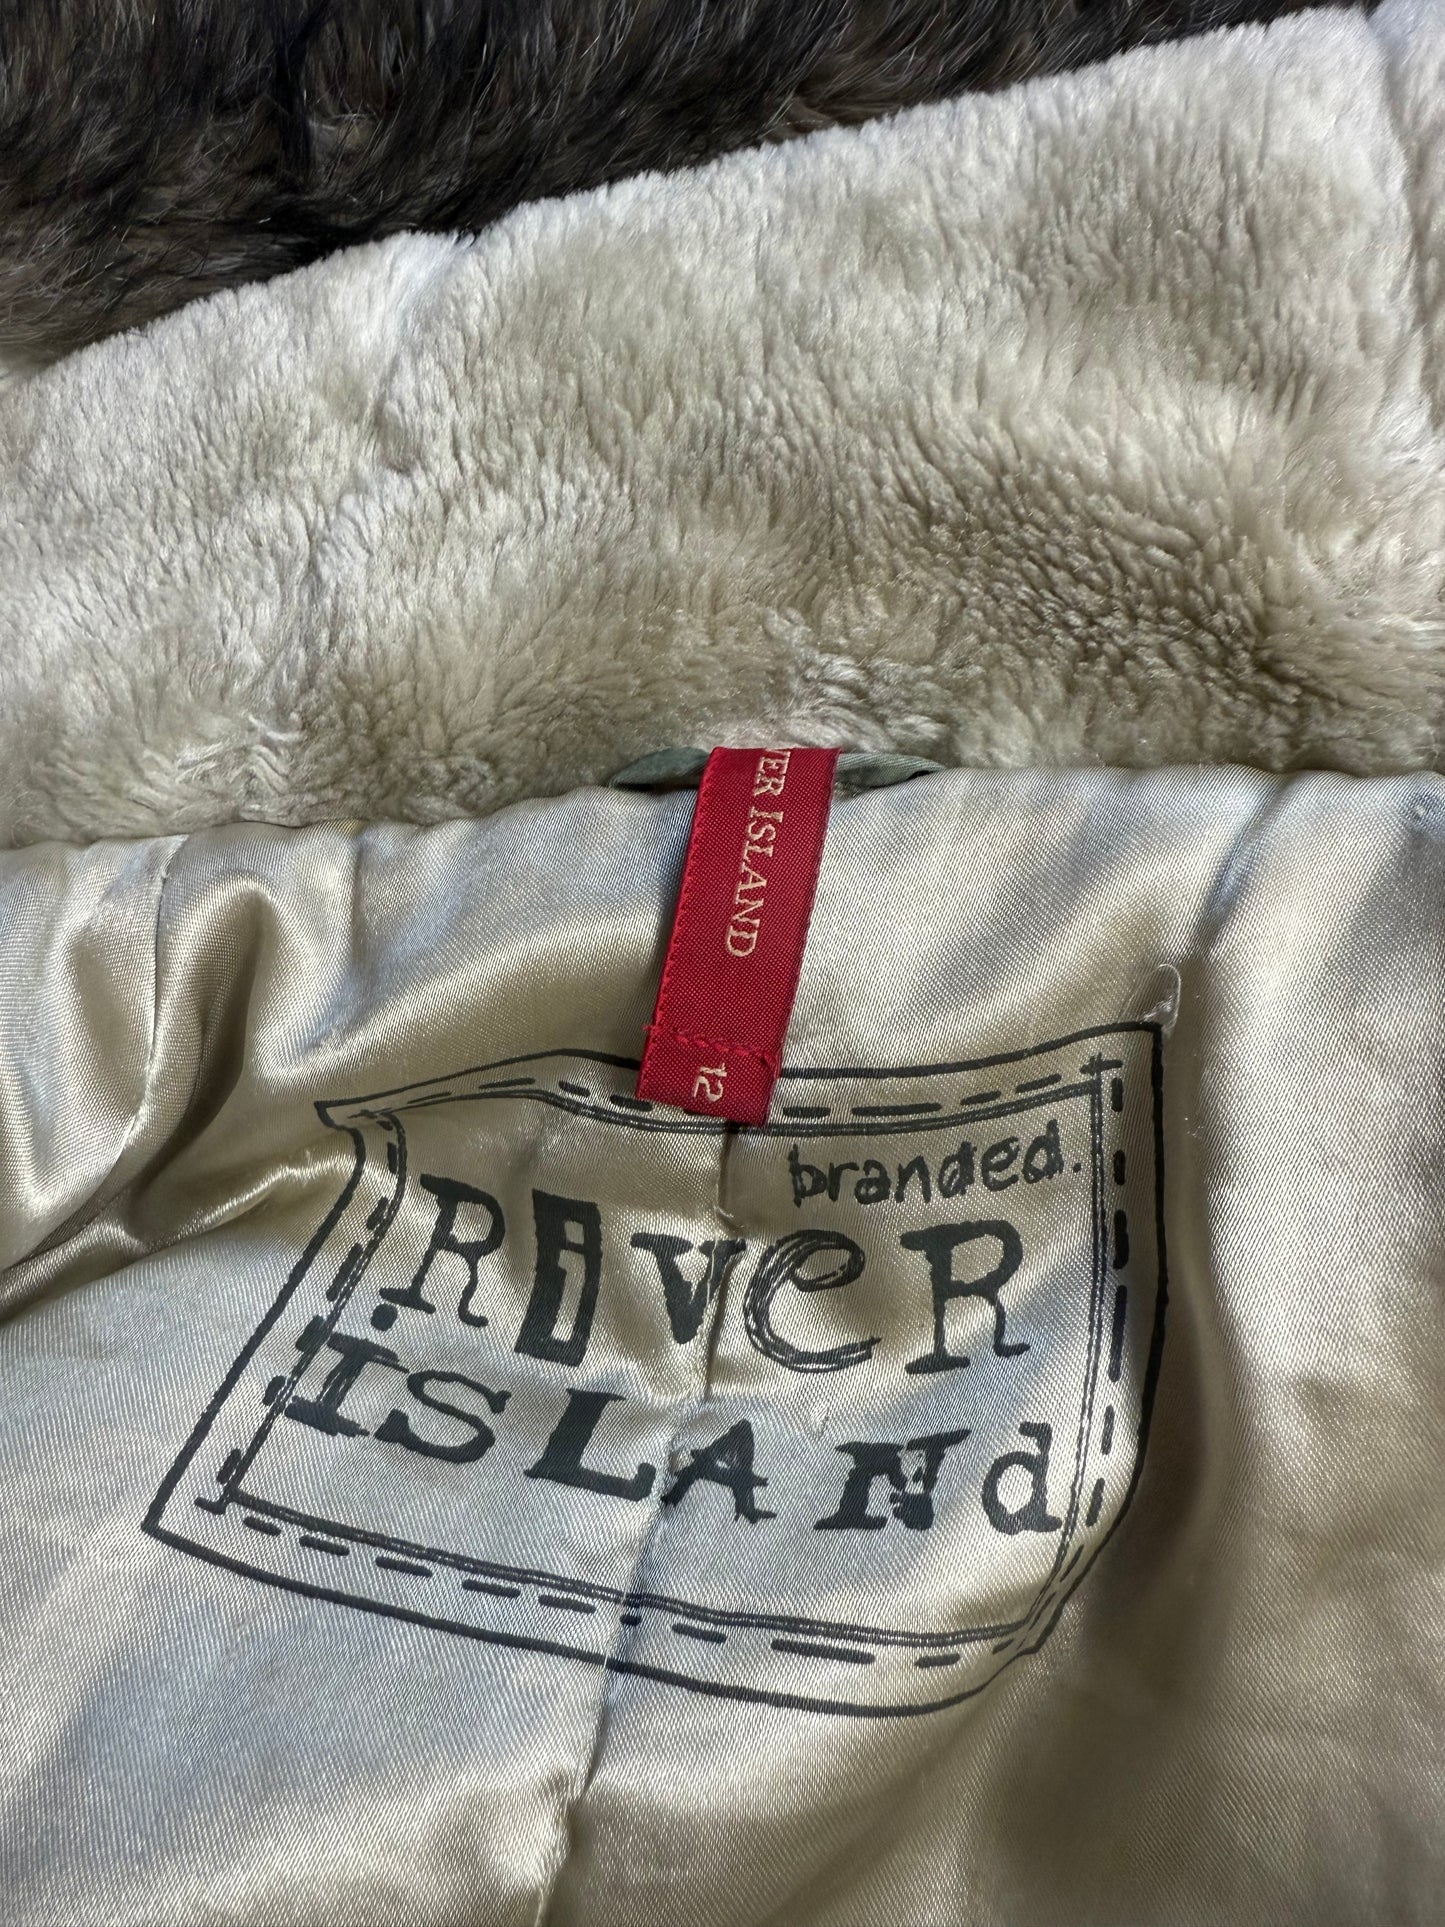 VER ISLAND
12
branded.
RiveR
iSLANd